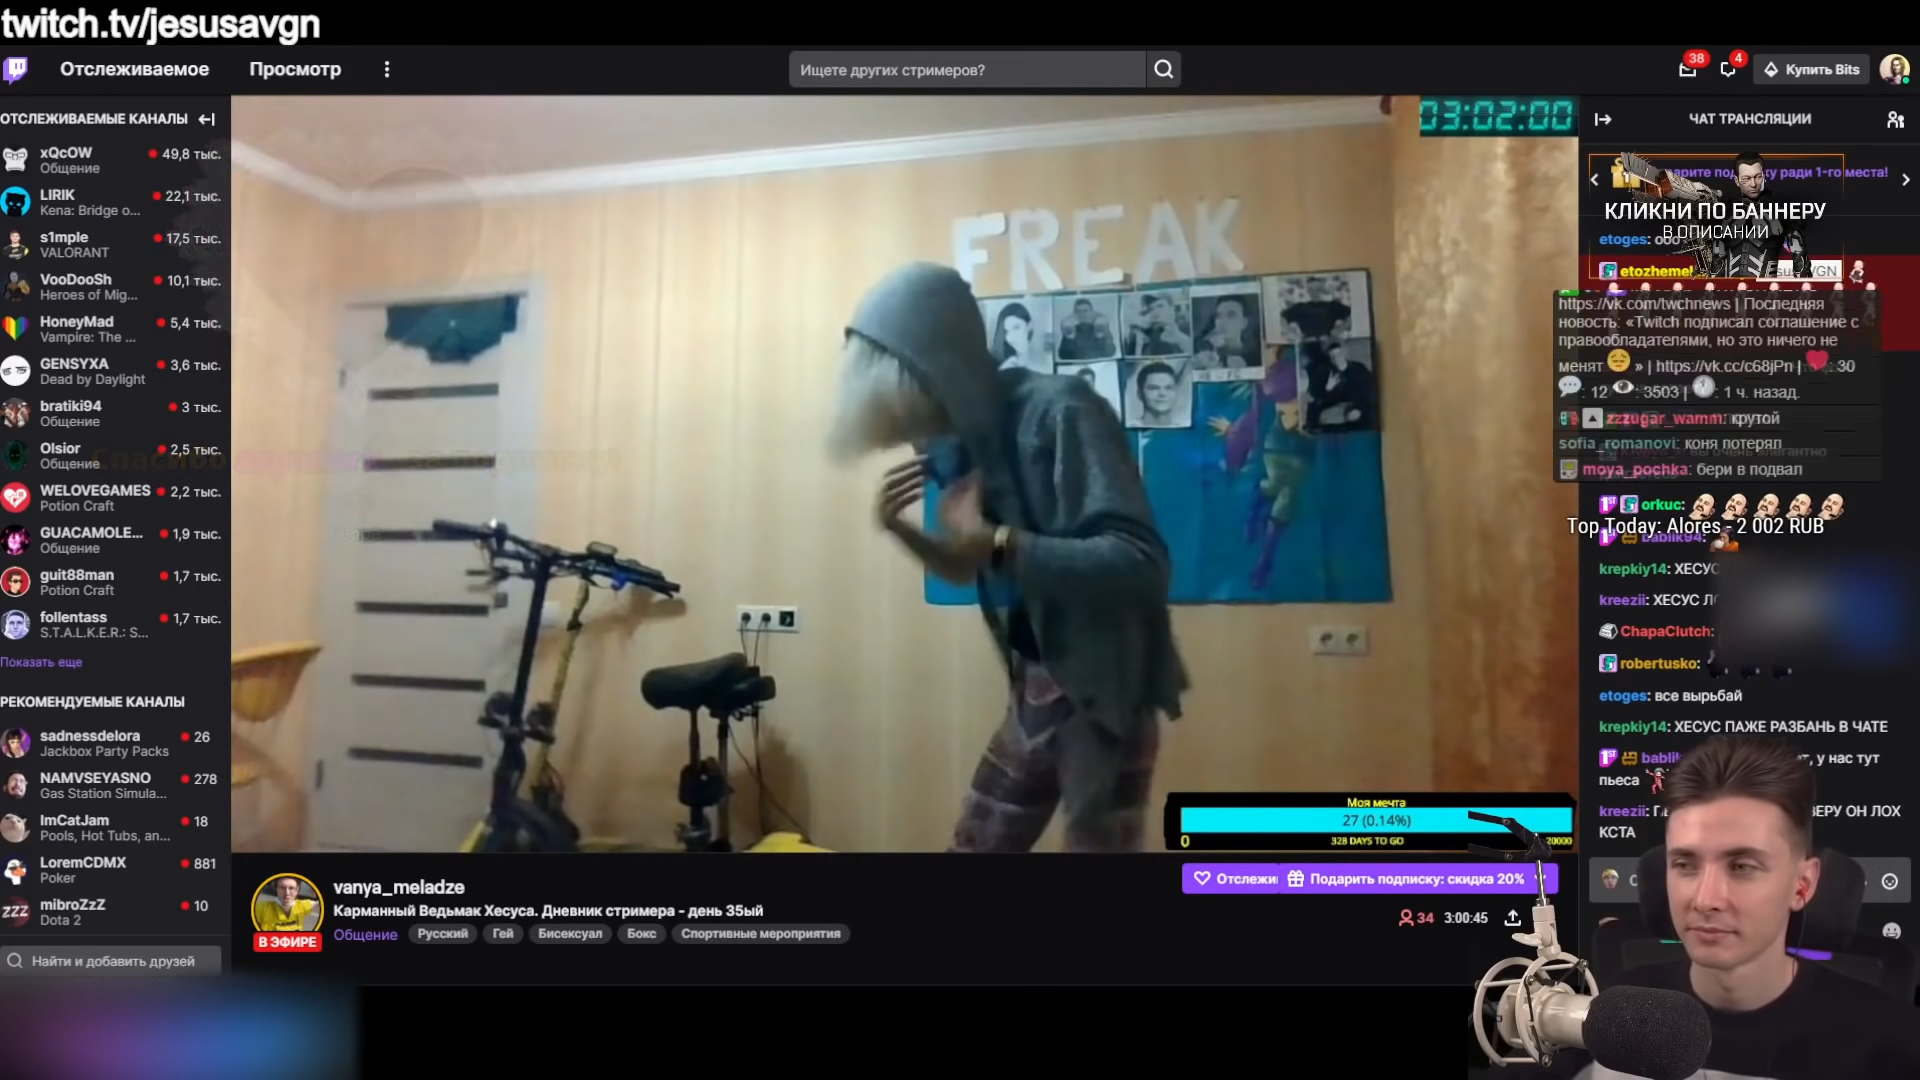 twitch.tv/jesusavgn
Отслеживаемое
Просмотр
Ищете других стримеров?
38
4
Купить Bits
ОТСЛЕЖИВАЕМЫЕ КАНАЛЫ
xQcOW
49,8 тыс.
Общение
LIRIK
22,1 тыс.
Kena: Bridge o...
s1mple
17,5 тыс.
VALORANT
VooDooSh
10,1 тыс.
Heroes of Mig...
HoneyMad
5,4 тыс.
Vampire: The ...
GENSYXA
3,6 тыс.
Dead by Daylight
bratiki94
3 тыс.
Общение
Olsior
2,5 тыс.
Общение
WELOVEGAMES
2,2 тыс.
Potion Craft
GUACAMOLE...
1,9 тыс.
Общение
guit88man
1,7 тыс.
Potion Craft
follentass
1,7 тыс.
S.T.A.L.K.E.R.: S...
Показать еще
РЕКОМЕНДУЕМЫЕ КАНАЛЫ
sadnessdelora
26
Jackbox Party Packs
NAMVSEYASNO
278
Gas Station Simula...
ImCatJam
18
Pools, Hot Tubs, an...
LoremCDMX
881
Poker
mibroZzZ
10
Dota 2
Найти и добавить друзей
03:02:00
FREAK
Моя мечта
27 (0.14%)
0
328 DAYS TO GO
20000
vanya_meladze
Карманный Ведьмак Хесуса. Дневник стримера - день 35ый
В ЭФИРЕ
Общение
Русский
Гей
Бисексуал
Бокс
Спортивные мероприятия
Подарить подписку: скидка 20%
34
3:00:45
ЧАТ ТРАНСЛЯЦИИ
ради 1-го места!
КЛИКНИ ПО БАННЕРУ
В ОПИСАНИИ
etoges:
https://vk.com/twchnews | Последняя
новость: «Twitch подписал соглашение с
правообладателями, но это ничего не
менят » | https://vk.cc/c68jPn | : 30
: 12 : 3503 | : 1 ч. назад.
zzzugar_wamm: крутой
sofia_romanovi: коня потерял
moya_pochka: бери в подвал
orkuc:
Top Today: Alores - 2 002 RUB
bablik94:
krepkiy14:
kreezii: ХЕСУС
ChapaClutch:
robertusko:
etoges: все вырьбай
krepkiy14: ХЕСУС ПАЖЕ РАЗБАНЬ В ЧАТЕ
у нас тут
пьеса
kreezii:
ОН ЛОХ
КСТА